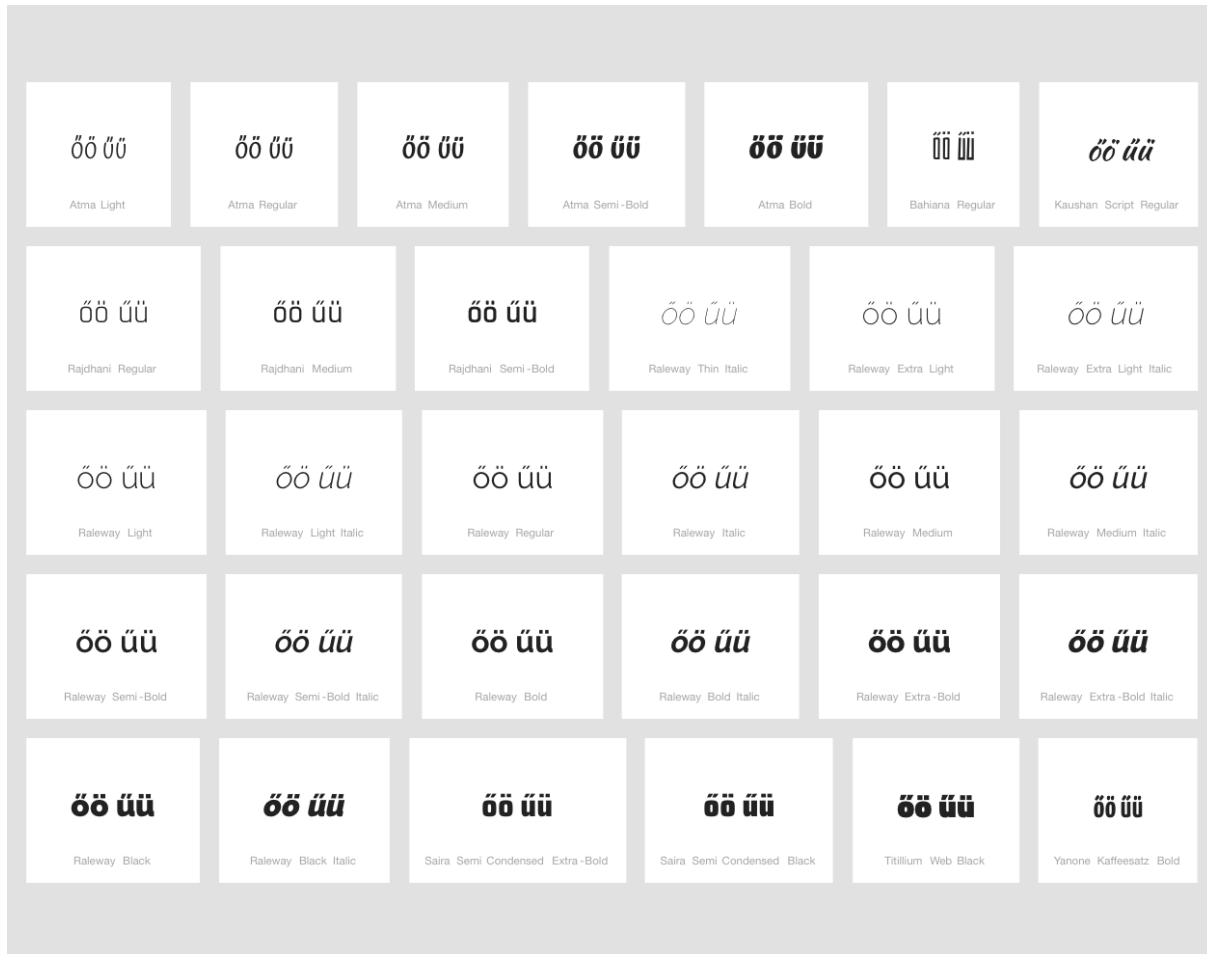 őö űü
Atma Light
őö űü
Atma Regular
őö űü
Atma Medium
őö űü
Atma Semi-Bold
őö űü
Atma Bold
őö űü
Bahiana Regular
őö űü
Kaushan Script Regular
őö űü
Rajdhani Regular
őö űü
Rajdhani Medium
őö űü
Rajdhani Semi-Bold
őö űü
Raleway Thin Italic
őö űü
Raleway Extra Light
őö űü
Raleway Extra Light Italic
őö űü
Raleway Light
őö űü
Raleway Light Italic
őö űü
Raleway Regular
őö űü
Raleway Italic
őö űü
Raleway Medium
őö űü
Raleway Medium Italic
őö űü
Raleway Semi-Bold
őö űü
Raleway Semi-Bold Italic
őö űü
Raleway Bold
őö űü
Raleway Bold Italic
őö űü
Raleway Extra-Bold
őö űü
Raleway Extra-Bold Italic
őö űü
Raleway Black
őö űü
Raleway Black Italic
őö űü
Saira Semi Condensed Extra-Bold
őö űü
Saira Semi Condensed Black
őö űü
Titillium Web Black
őö űü
Yanone Kaffeesatz Bold